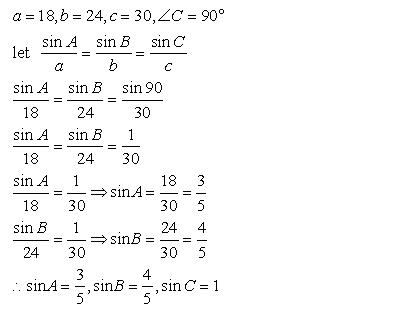 a = 18, b = 24, c = 30, ∠C = 90°
let sin A/a = sin B/b = sin C/c
sin A/18 = sin B/24 = sin 90/30
sin A/18 = sin B/24 = 1/30
sin A/18 = 1/30 ⇒ sinA = 18/30 = 3/5
sin B/24 = 1/30 ⇒ sinB = 24/30 = 4/5
∴ sinA = 3/5, sinB = 4/5, sin C = 1